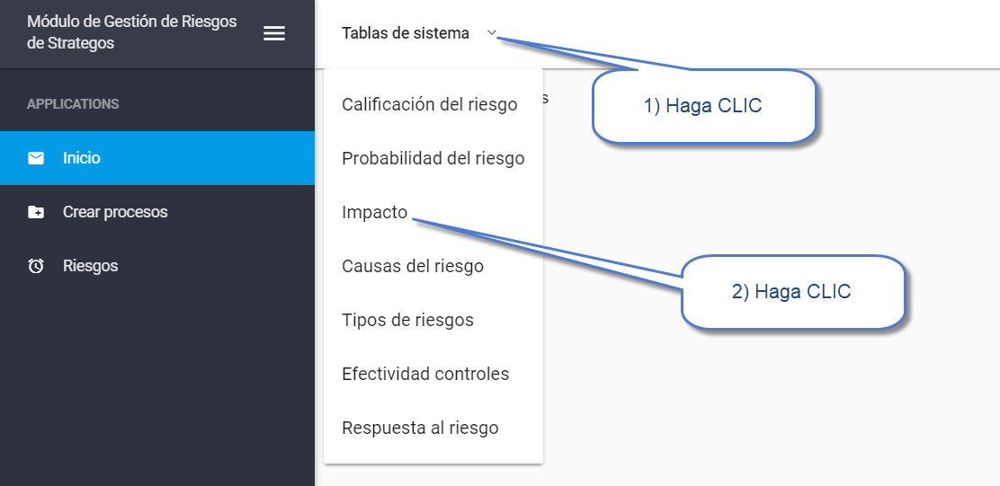 Módulo de Gestión de Riesgos
de Strategos
Tablas de sistema
APPLICATIONS
Inicio
Crear procesos
Riesgos
Calificación del riesgo
Probabilidad del riesgo
Impacto
Causas del riesgo
Tipos de riesgos
Efectividad controles
Respuesta al riesgo
1) Haga CLIC
2) Haga CLIC